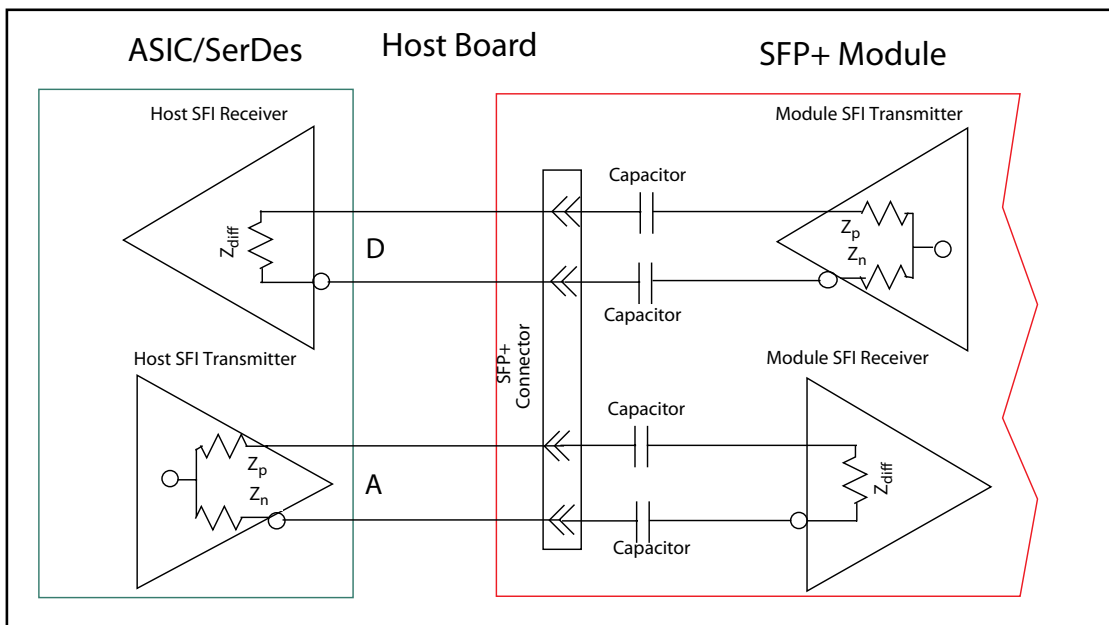 ASIC/SerDes
Host Board
SFP+ Module
Host SFI Receiver
Module SFI Transmitter
Capacitor
Zdiff
D
Zp
Zn
Capacitor
Host SFI Transmitter
SFP+
Connector
Module SFI Receiver
Capacitor
Zp
Zn
A
Zdiff
Capacitor